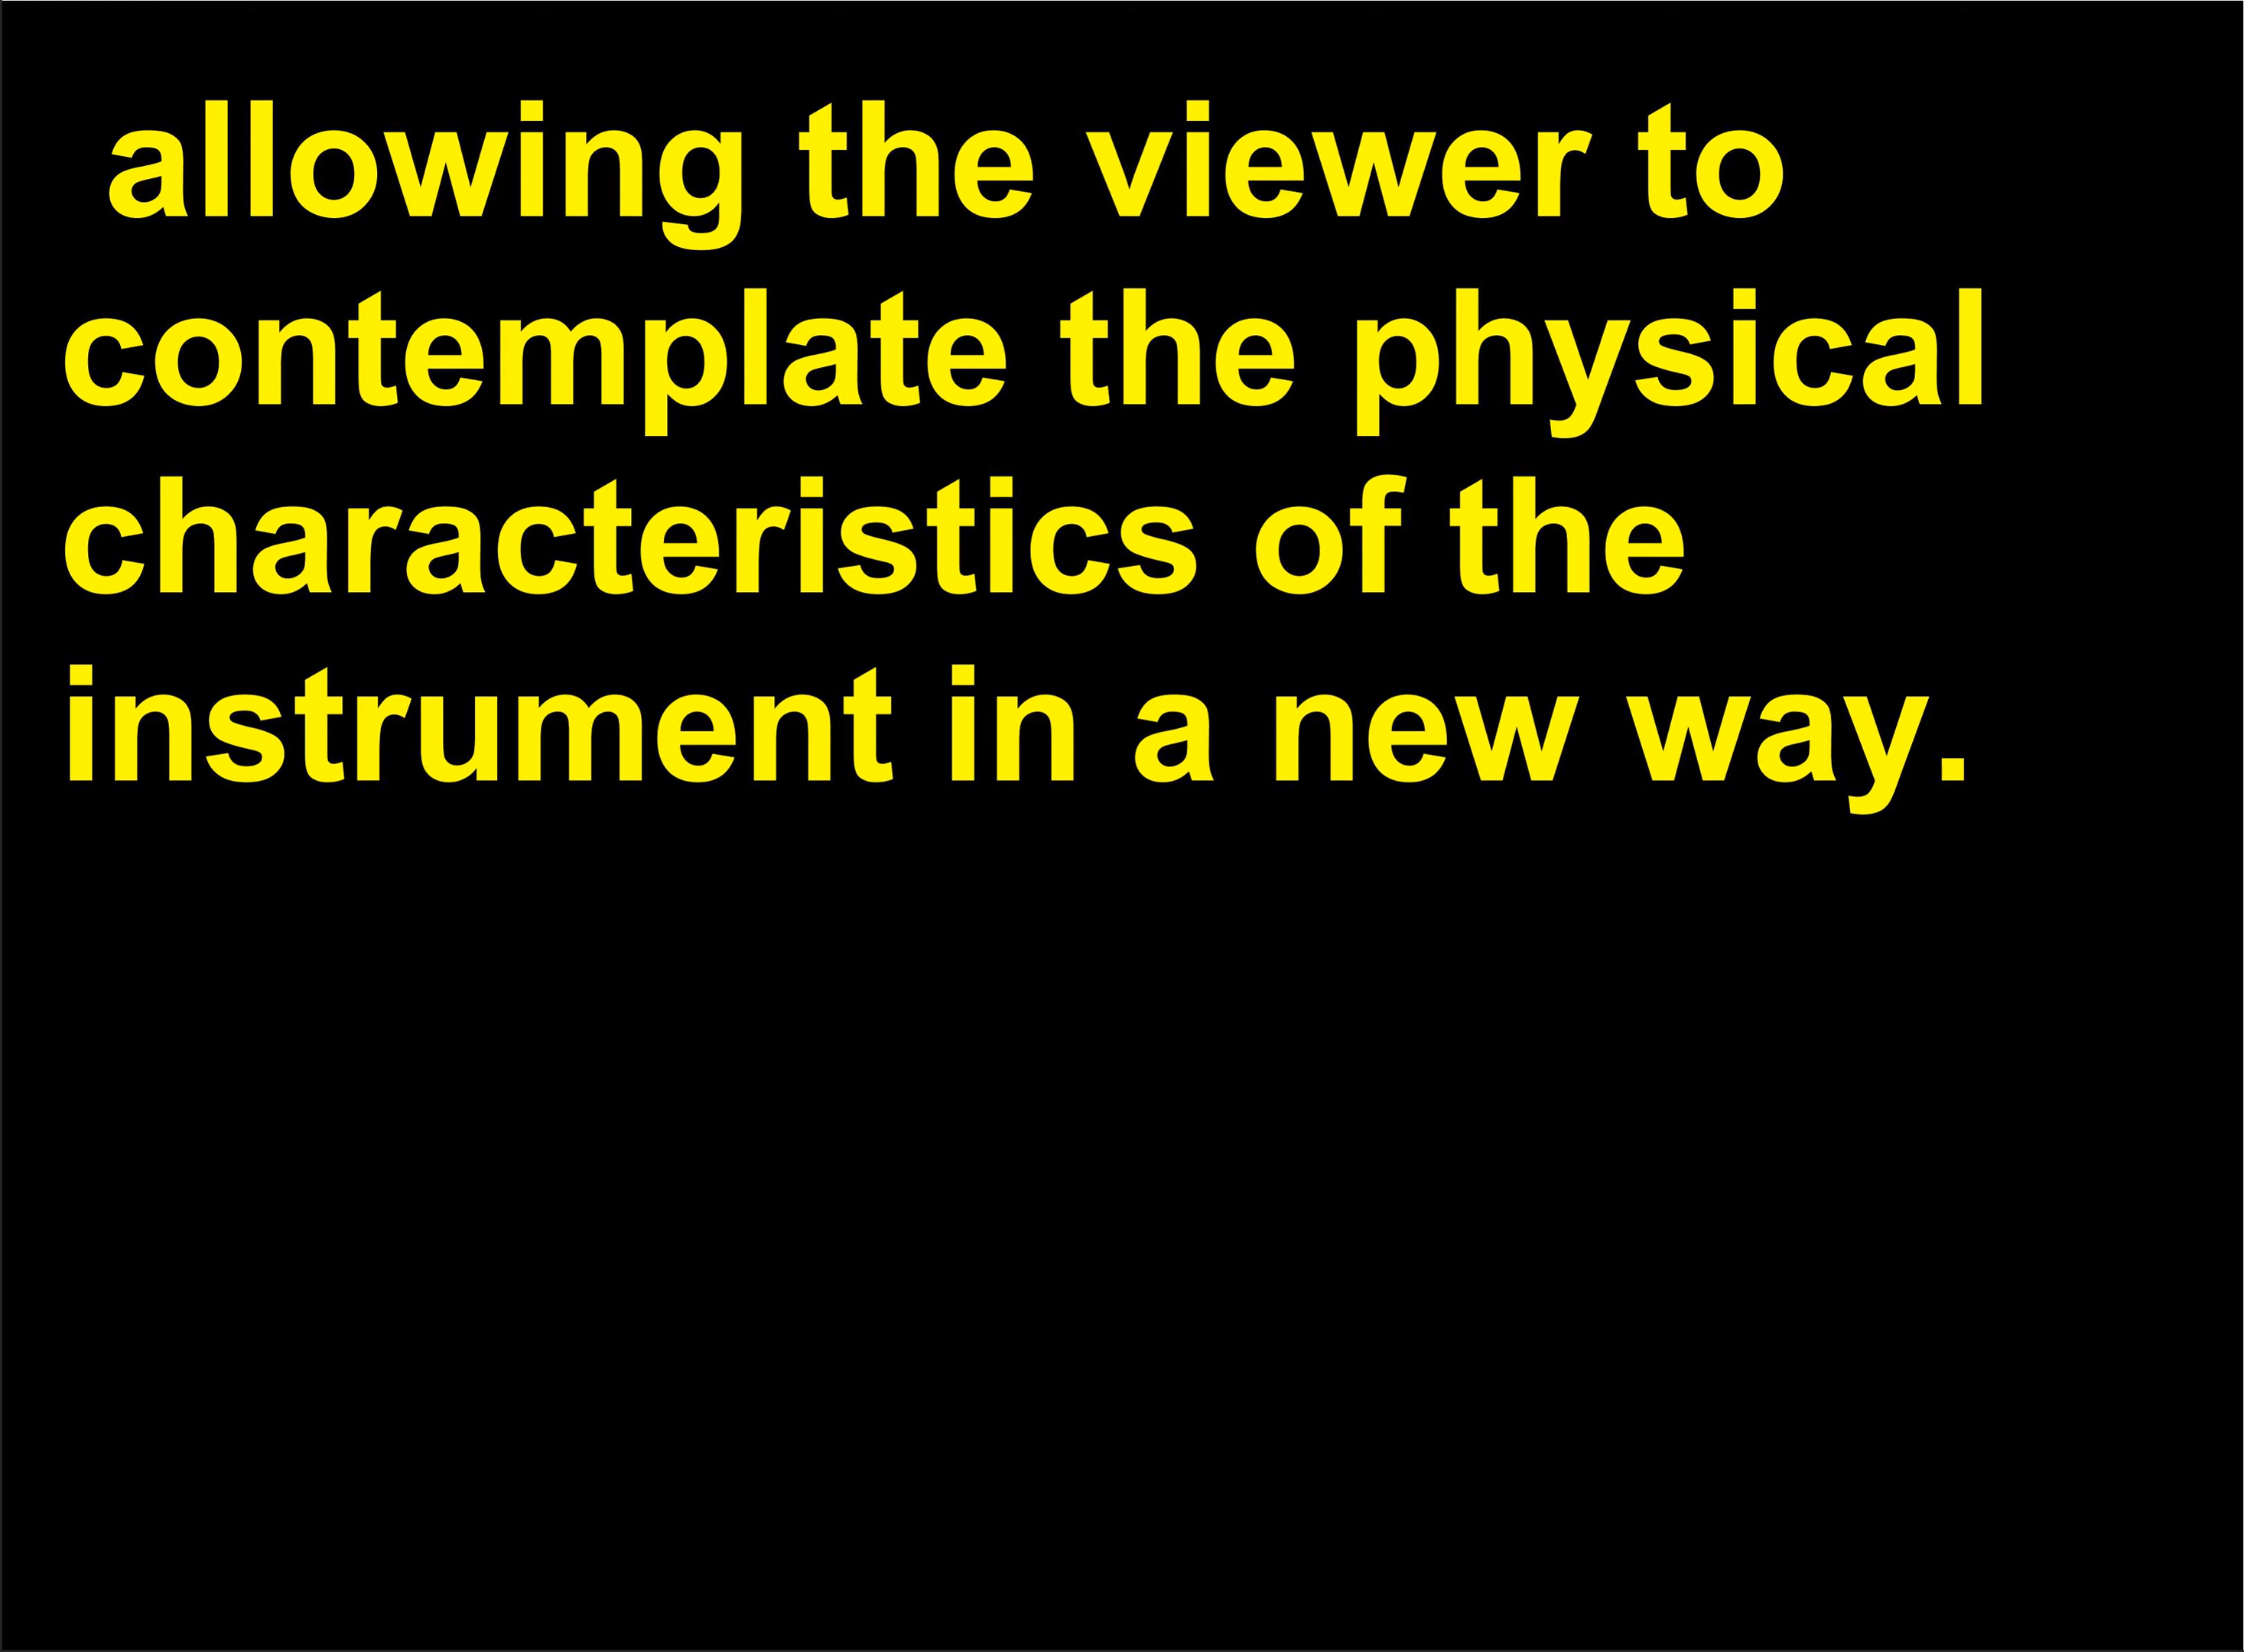 allowing the viewer to
contemplate the physical
characteristics of the
instrument in a new way.